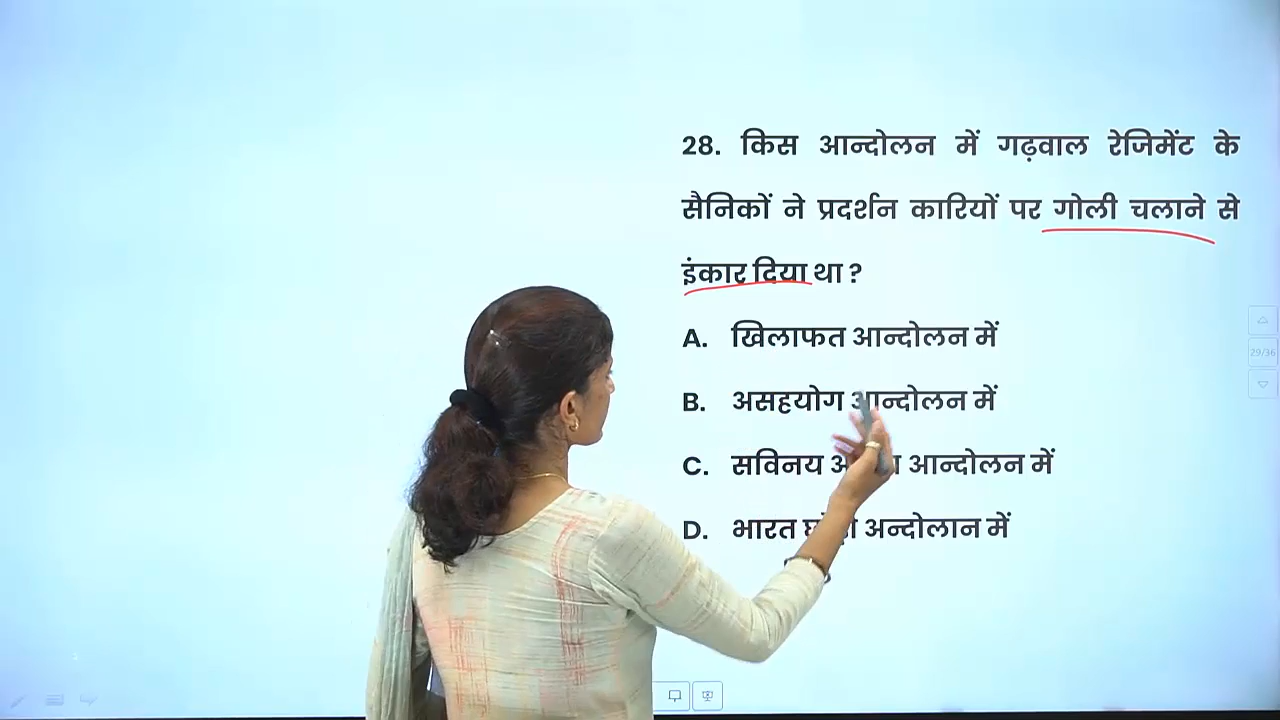 28. किस आन्दोलन में गढ़वाल रेजिमेंट के
सैनिकों ने प्रदर्शन कारियों पर गोली चलाने से
इंकार दिया था ?
A. खिलाफत आन्दोलन में
B. असहयोग आन्दोलन में
C. सविनय आन्दोलन में
D. भारत अन्दोलान में
29/36